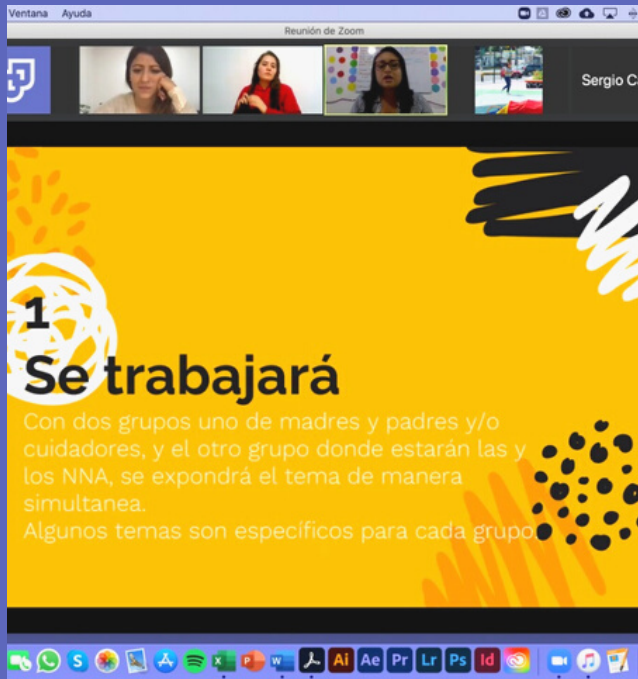 Ventana Ayuda
Reunión de Zoom
Sergio C
1
Se trabajará
Con dos grupos uno de madres y padres y/o
cuidadores, y el otro grupo donde estarán las y
los NNA, se expondrá el tema de manera
simultanea.
Algunos temas son específicos para cada grupo.
Ai Ae Pr Lr Ps Id